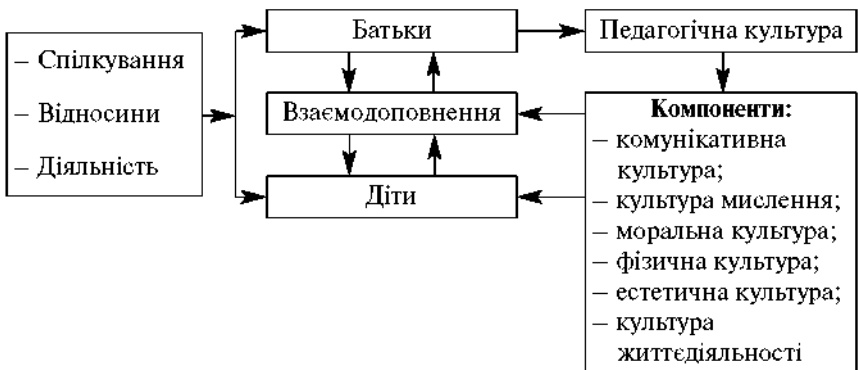 – Спілкування
– Відносини
– Діяльність
Батьки
Взаємодоповнення
Діти
Педагогічна культура
Компоненти:
– комунікативна
культура;
– культура мислення;
– моральна культура;
– фізична культура;
– естетична культура;
– культура
життєдіяльності